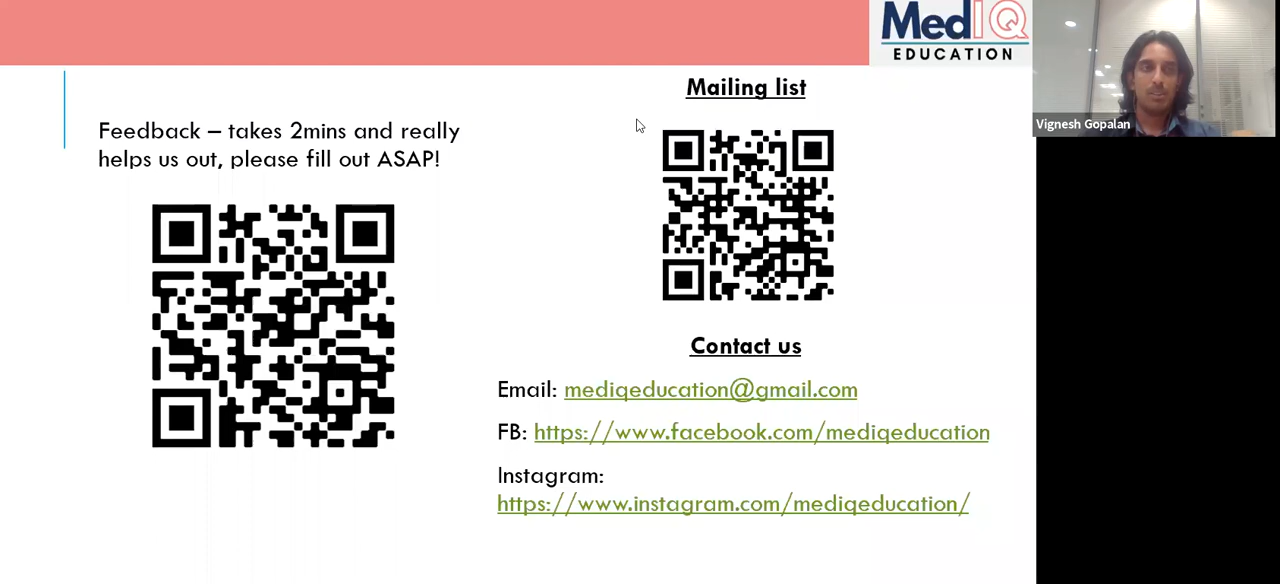 MedIQ
EDUCATION
Vignesh Gopalan
Feedback – takes 2mins and really
helps us out, please fill out ASAP!
Mailing list
Contact us
Email: mediqeducation@gmail.com
FB: https://www.facebook.com/mediqeducation
Instagram:
https://www.instagram.com/mediqeducation/